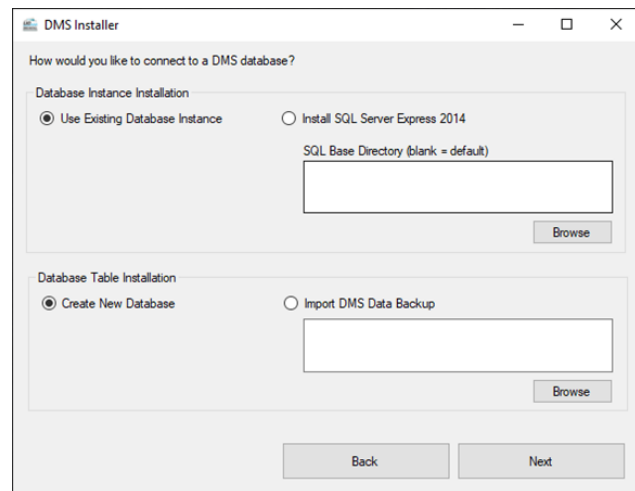 DMS Installer
How would you like to connect to a DMS database?
Database Instance Installation
Use Existing Database Instance
Install SQL Server Express 2014
SQL Base Directory (blank = default)
Browse
Database Table Installation
Create New Database
Import DMS Data Backup
Browse
Back
Next